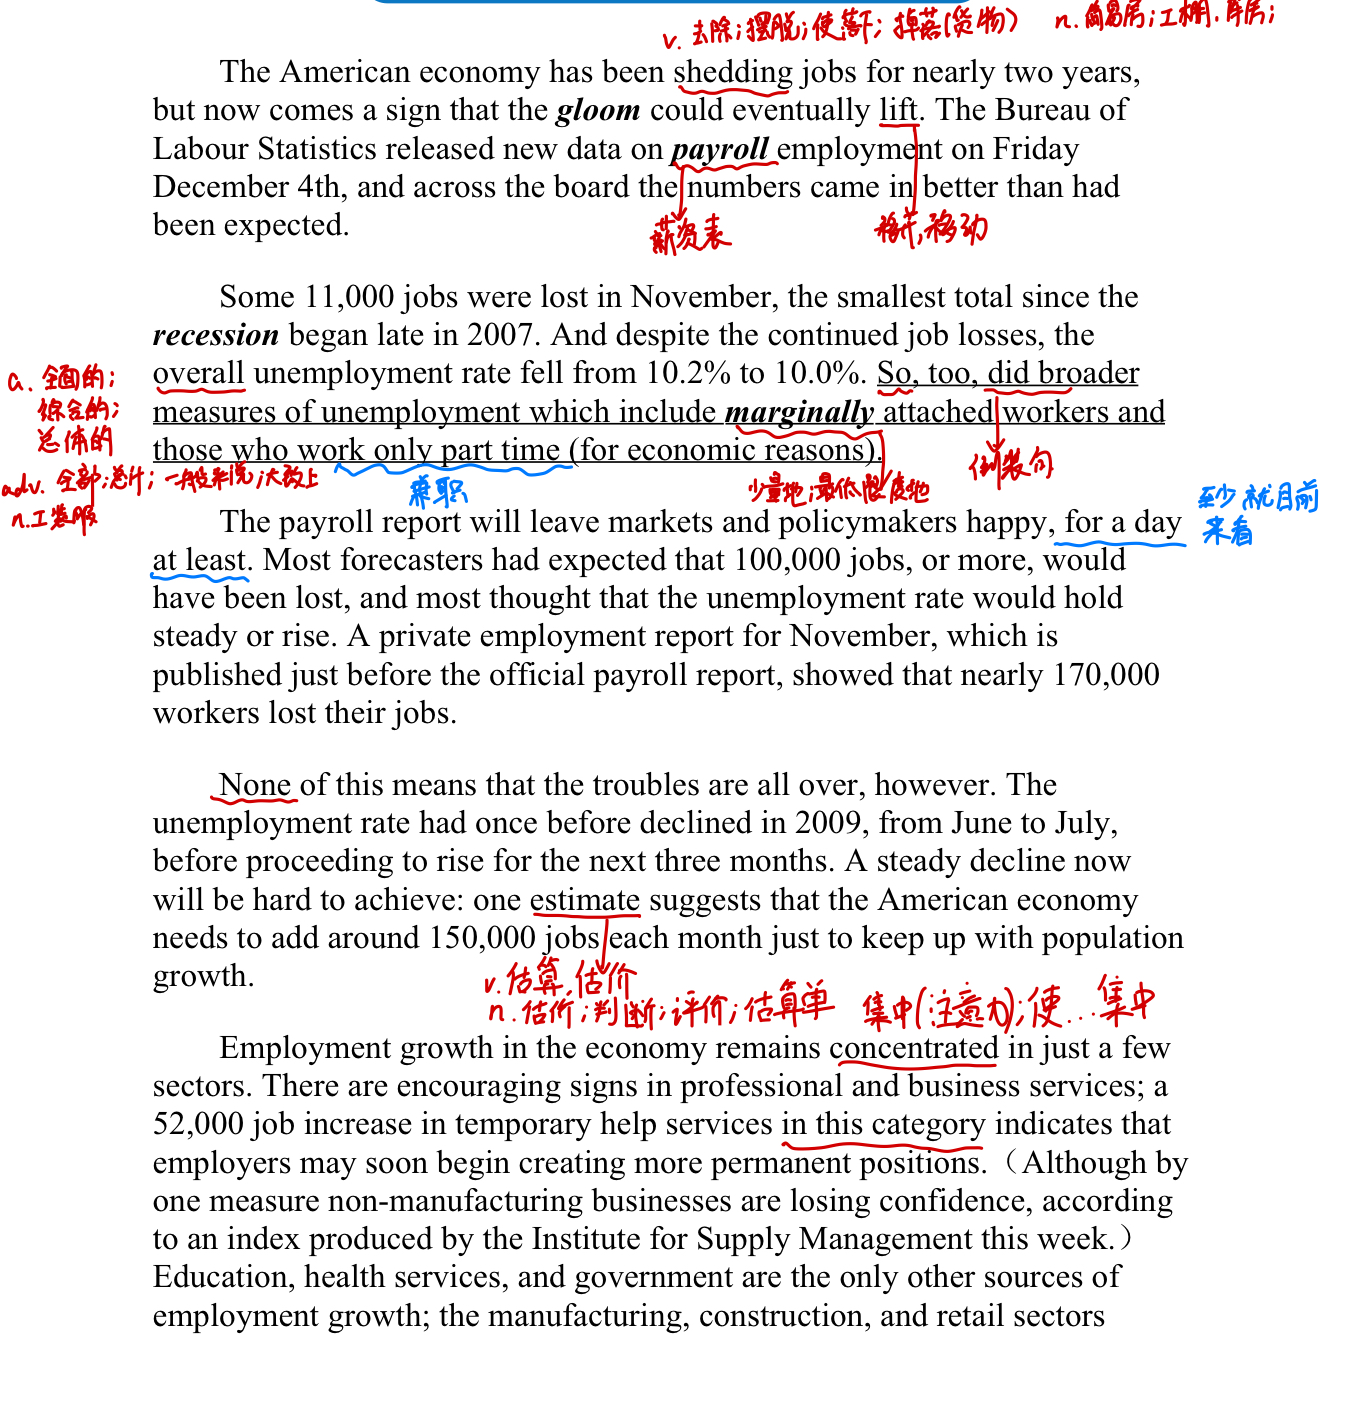 v. 去除;摆脱;使落下;掉落(货物) n.简易房;工棚.库房;
The American economy has been shedding jobs for nearly two years,
but now comes a sign that the gloom could eventually lift. The Bureau of
Labour Statistics released new data on payroll employment on Friday
December 4th, and across the board the numbers came in better than had
been expected.
薪资表 移开,移动
Some 11,000 jobs were lost in November, the smallest total since the
recession began late in 2007. And despite the continued job losses, the
a. 全面的;
综合的;
总体的
overall unemployment rate fell from 10.2% to 10.0%. So, too, did broader
measures of unemployment which include marginally attached workers and
those who work only part time (for economic reasons).
adv. 全部;总计;一般来说;大致上
n.工装服
兼职 少量地;最低限度地 倒装句
至少就目前
来看
The payroll report will leave markets and policymakers happy, for a day
at least. Most forecasters had expected that 100,000 jobs, or more, would
have been lost, and most thought that the unemployment rate would hold
steady or rise. A private employment report for November, which is
published just before the official payroll report, showed that nearly 170,000
workers lost their jobs.
None of this means that the troubles are all over, however. The
unemployment rate had once before declined in 2009, from June to July,
before proceeding to rise for the next three months. A steady decline now
will be hard to achieve: one estimate suggests that the American economy
needs to add around 150,000 jobs each month just to keep up with population
growth.
v.估算,估价
n.估价;判断;评价;估算单 集中(注意力);使...集中
Employment growth in the economy remains concentrated in just a few
sectors. There are encouraging signs in professional and business services; a
52,000 job increase in temporary help services in this category indicates that
employers may soon begin creating more permanent positions.（Although by
one measure non-manufacturing businesses are losing confidence, according
to an index produced by the Institute for Supply Management this week.）
Education, health services, and government are the only other sources of
employment growth; the manufacturing, construction, and retail sectors